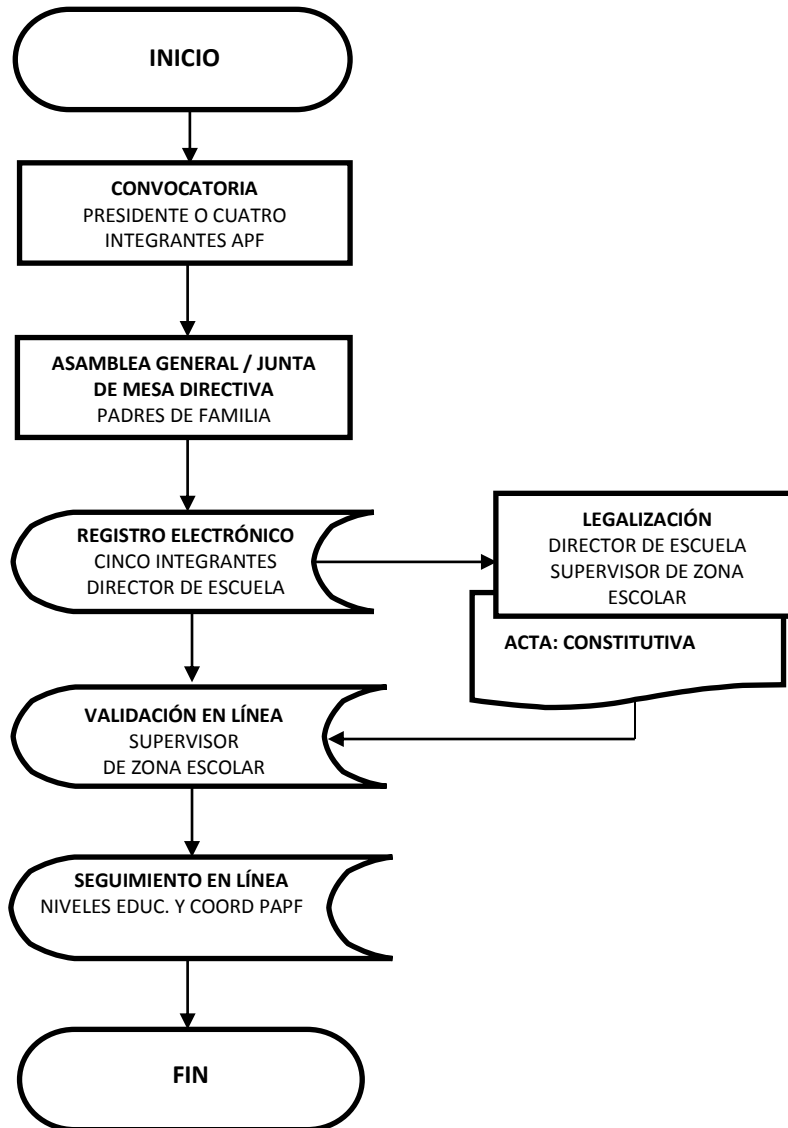 INICIO
CONVOCATORIA
PRESIDENTE O CUATRO
INTEGRANTES APF
ASAMBLEA GENERAL / JUNTA
DE MESA DIRECTIVA
PADRES DE FAMILIA
REGISTRO ELECTRÓNICO
CINCO INTEGRANTES
DIRECTOR DE ESCUELA
LEGALIZACIÓN
DIRECTOR DE ESCUELA
SUPERVISOR DE ZONA
ESCOLAR
ACTA: CONSTITUTIVA
VALIDACIÓN EN LÍNEA
SUPERVISOR
DE ZONA ESCOLAR
SEGUIMIENTO EN LÍNEA
NIVELES EDUC. Y COORD PAPF
FIN